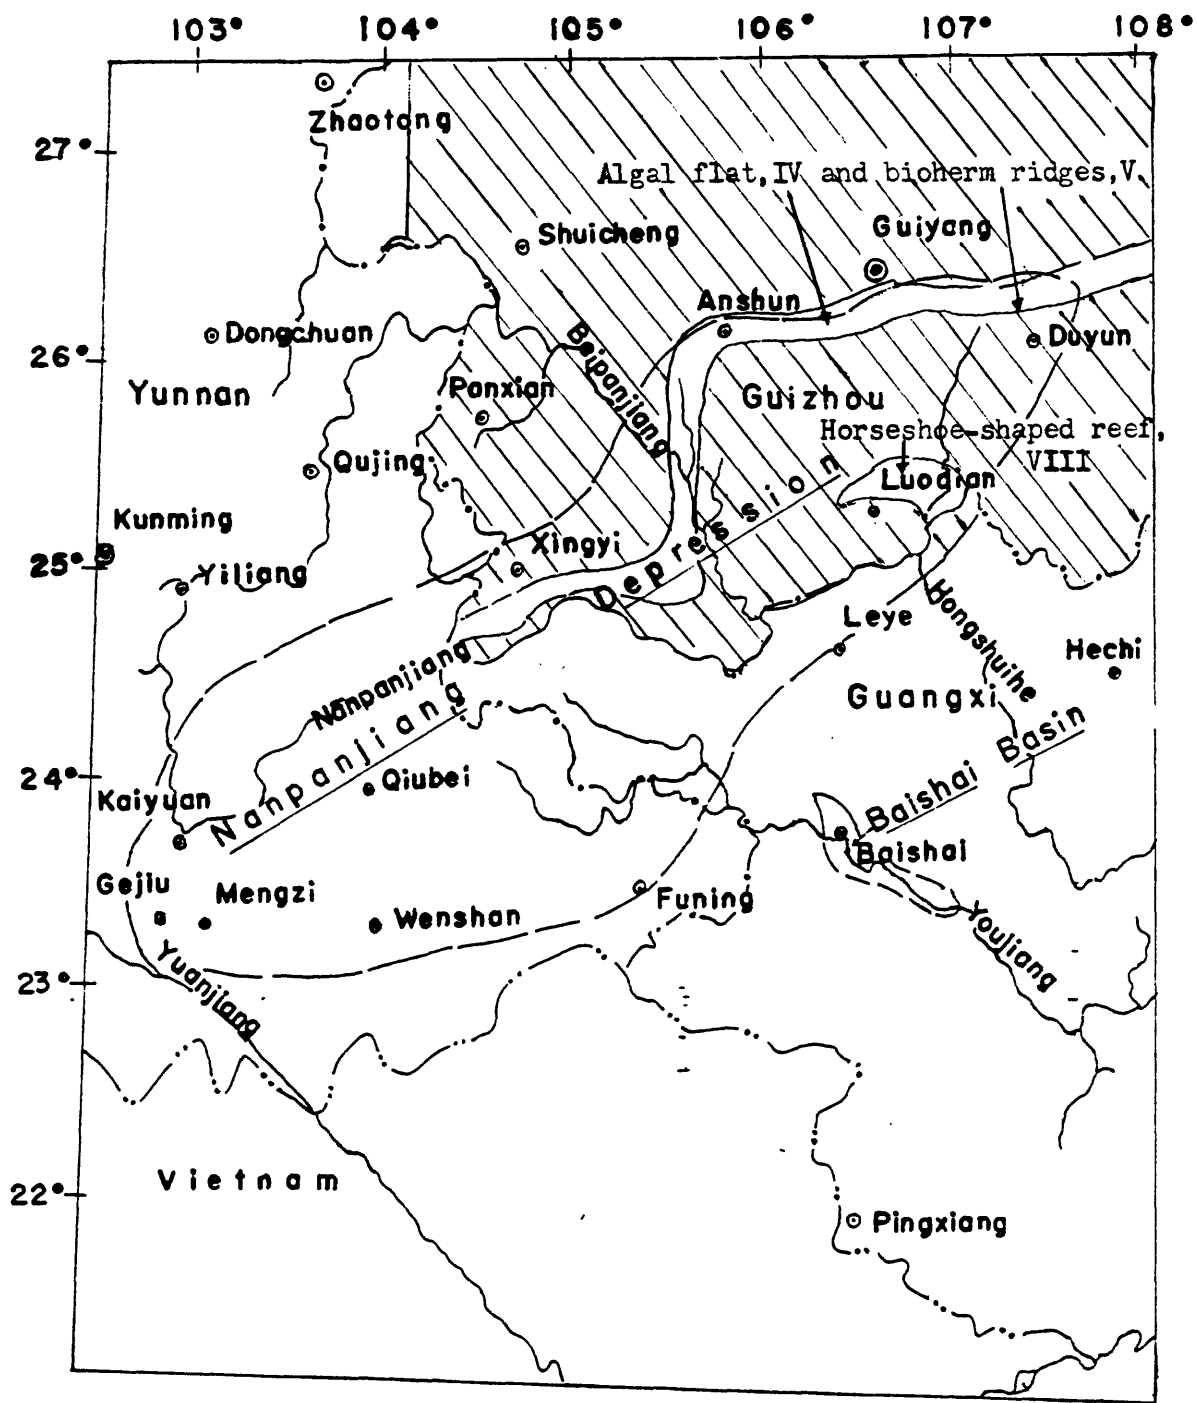 103° 104° 105° 106° 107° 108°
Zhaotong
27°
Algal flat,IV and bioherm ridges,V.
Shuicheng
Guiyang
Anshun
Dongchuan
Beipanjiang
Duyun
26°
Yunnan
Panxian
Guizhou
Horseshoe-shaped reef,
VIII
Qujing
Luodian
Kunming
Xingyi
25°
Yiliang
Depression
Hongshuihe
Leye
Hechi
Nanpanjiang
Guangxi
Nanpanjiang
Baishai Basin
24°
Qiubei
Kaiyuan
Baishai
Gejiu
Mengzi
Wenshan
Funing
Youjiang
23°
Yuanjiang
22°
Vietnam
Pingxiang